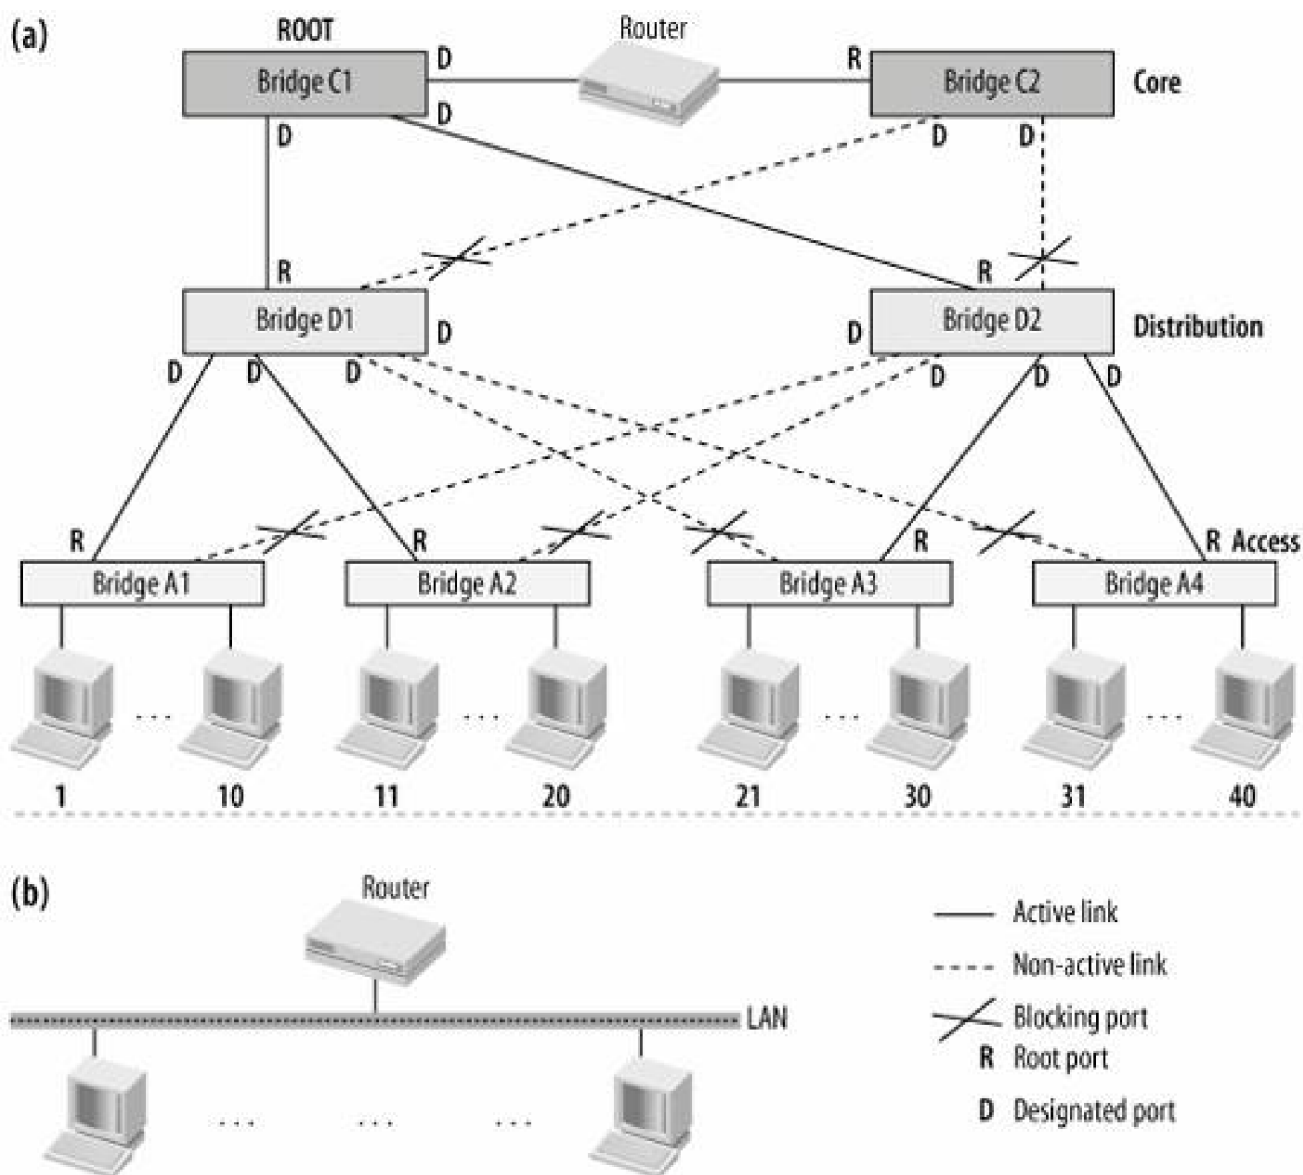 (a)
ROOT
Router
Bridge C1
D
R
Bridge C2
Core
D
D
D
D
R
R
Bridge D1
D
D
Bridge D2
Distribution
D
D
D
D
D
D
R
R
R
R
Access
Bridge A1
Bridge A2
Bridge A3
Bridge A4
... ... ... ...
1 10 11 20 21 30 31 40
(b)
Router
Active link
Non-active link
LAN
Blocking port
R Root port
D Designated port
... ... ...